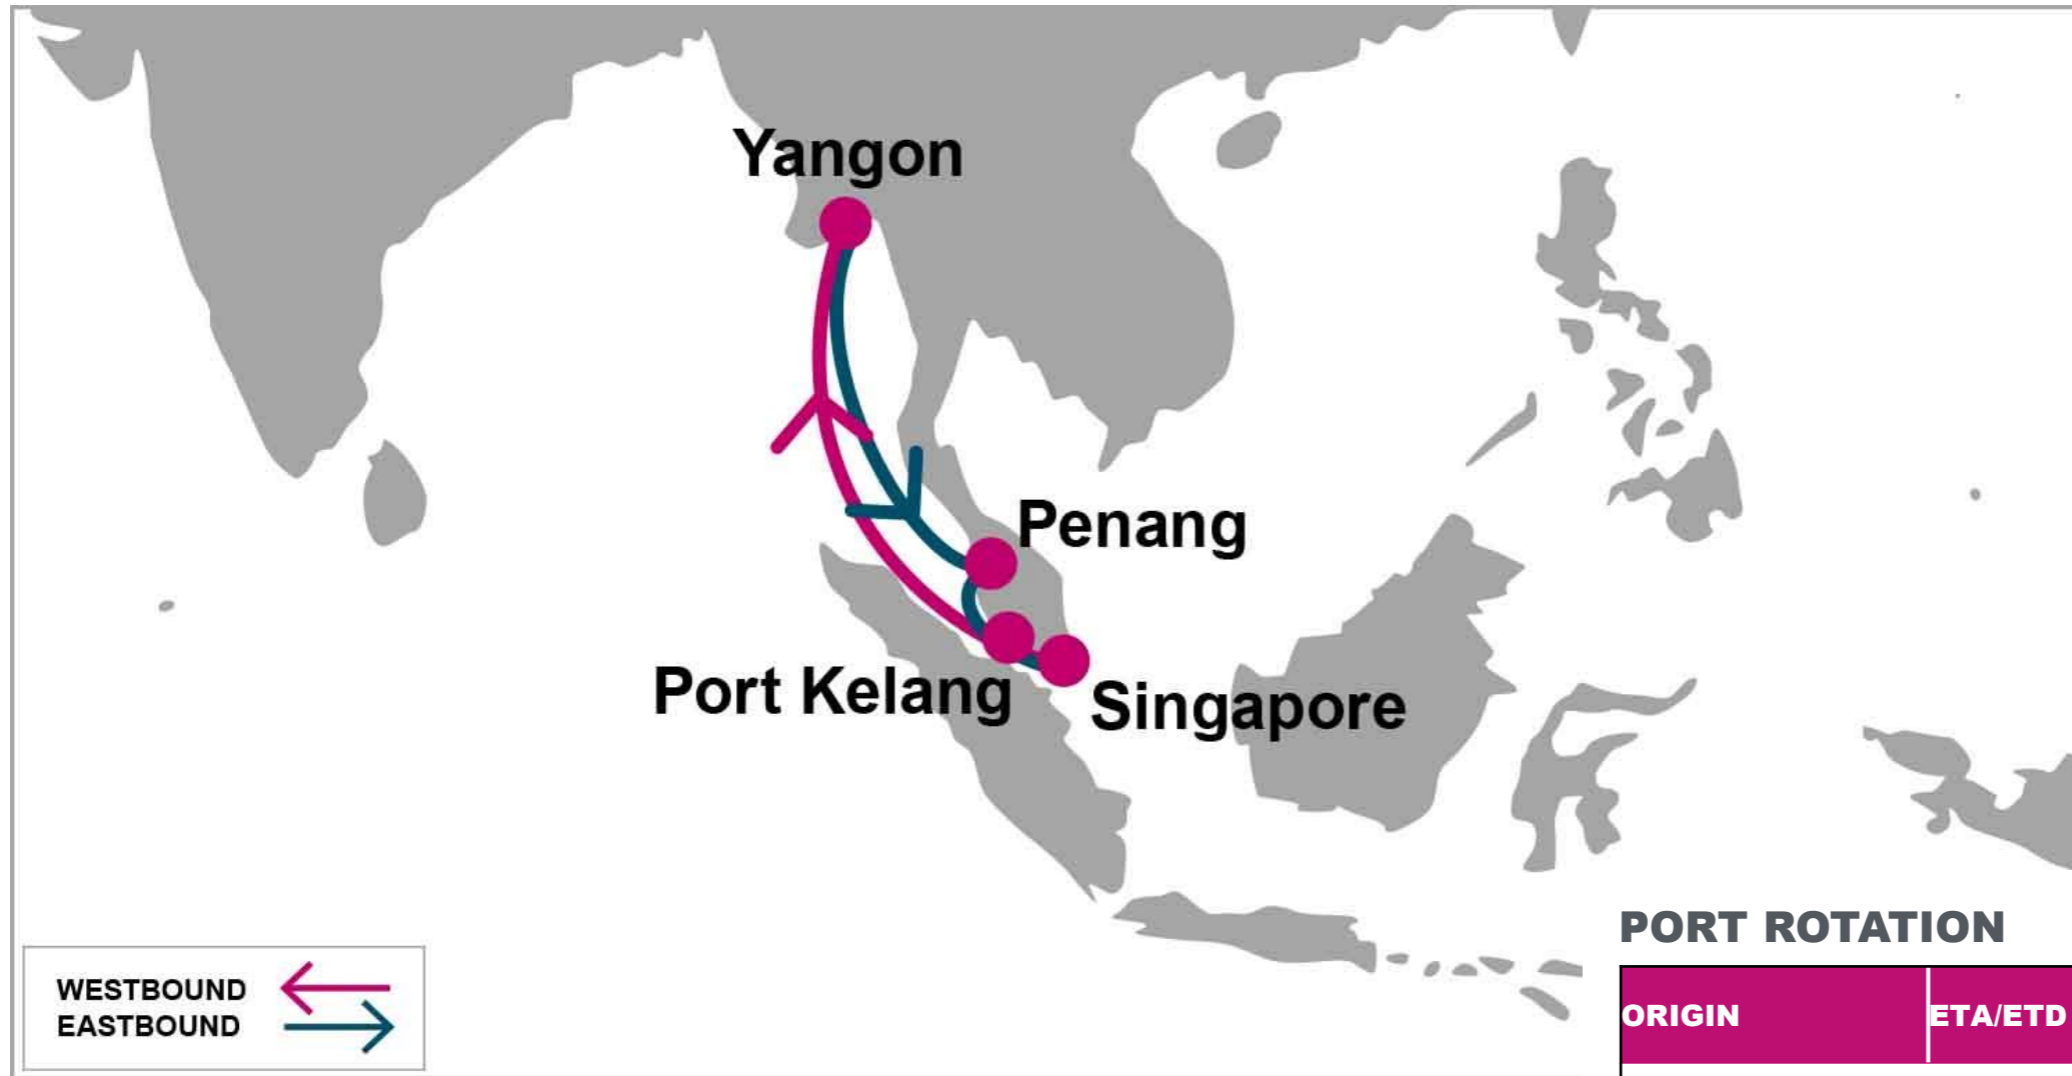 Yangon
Penang
Port Kelang
Singapore
WESTBOUND
EASTBOUND
PORT ROTATION
ORIGIN ETA/ETD